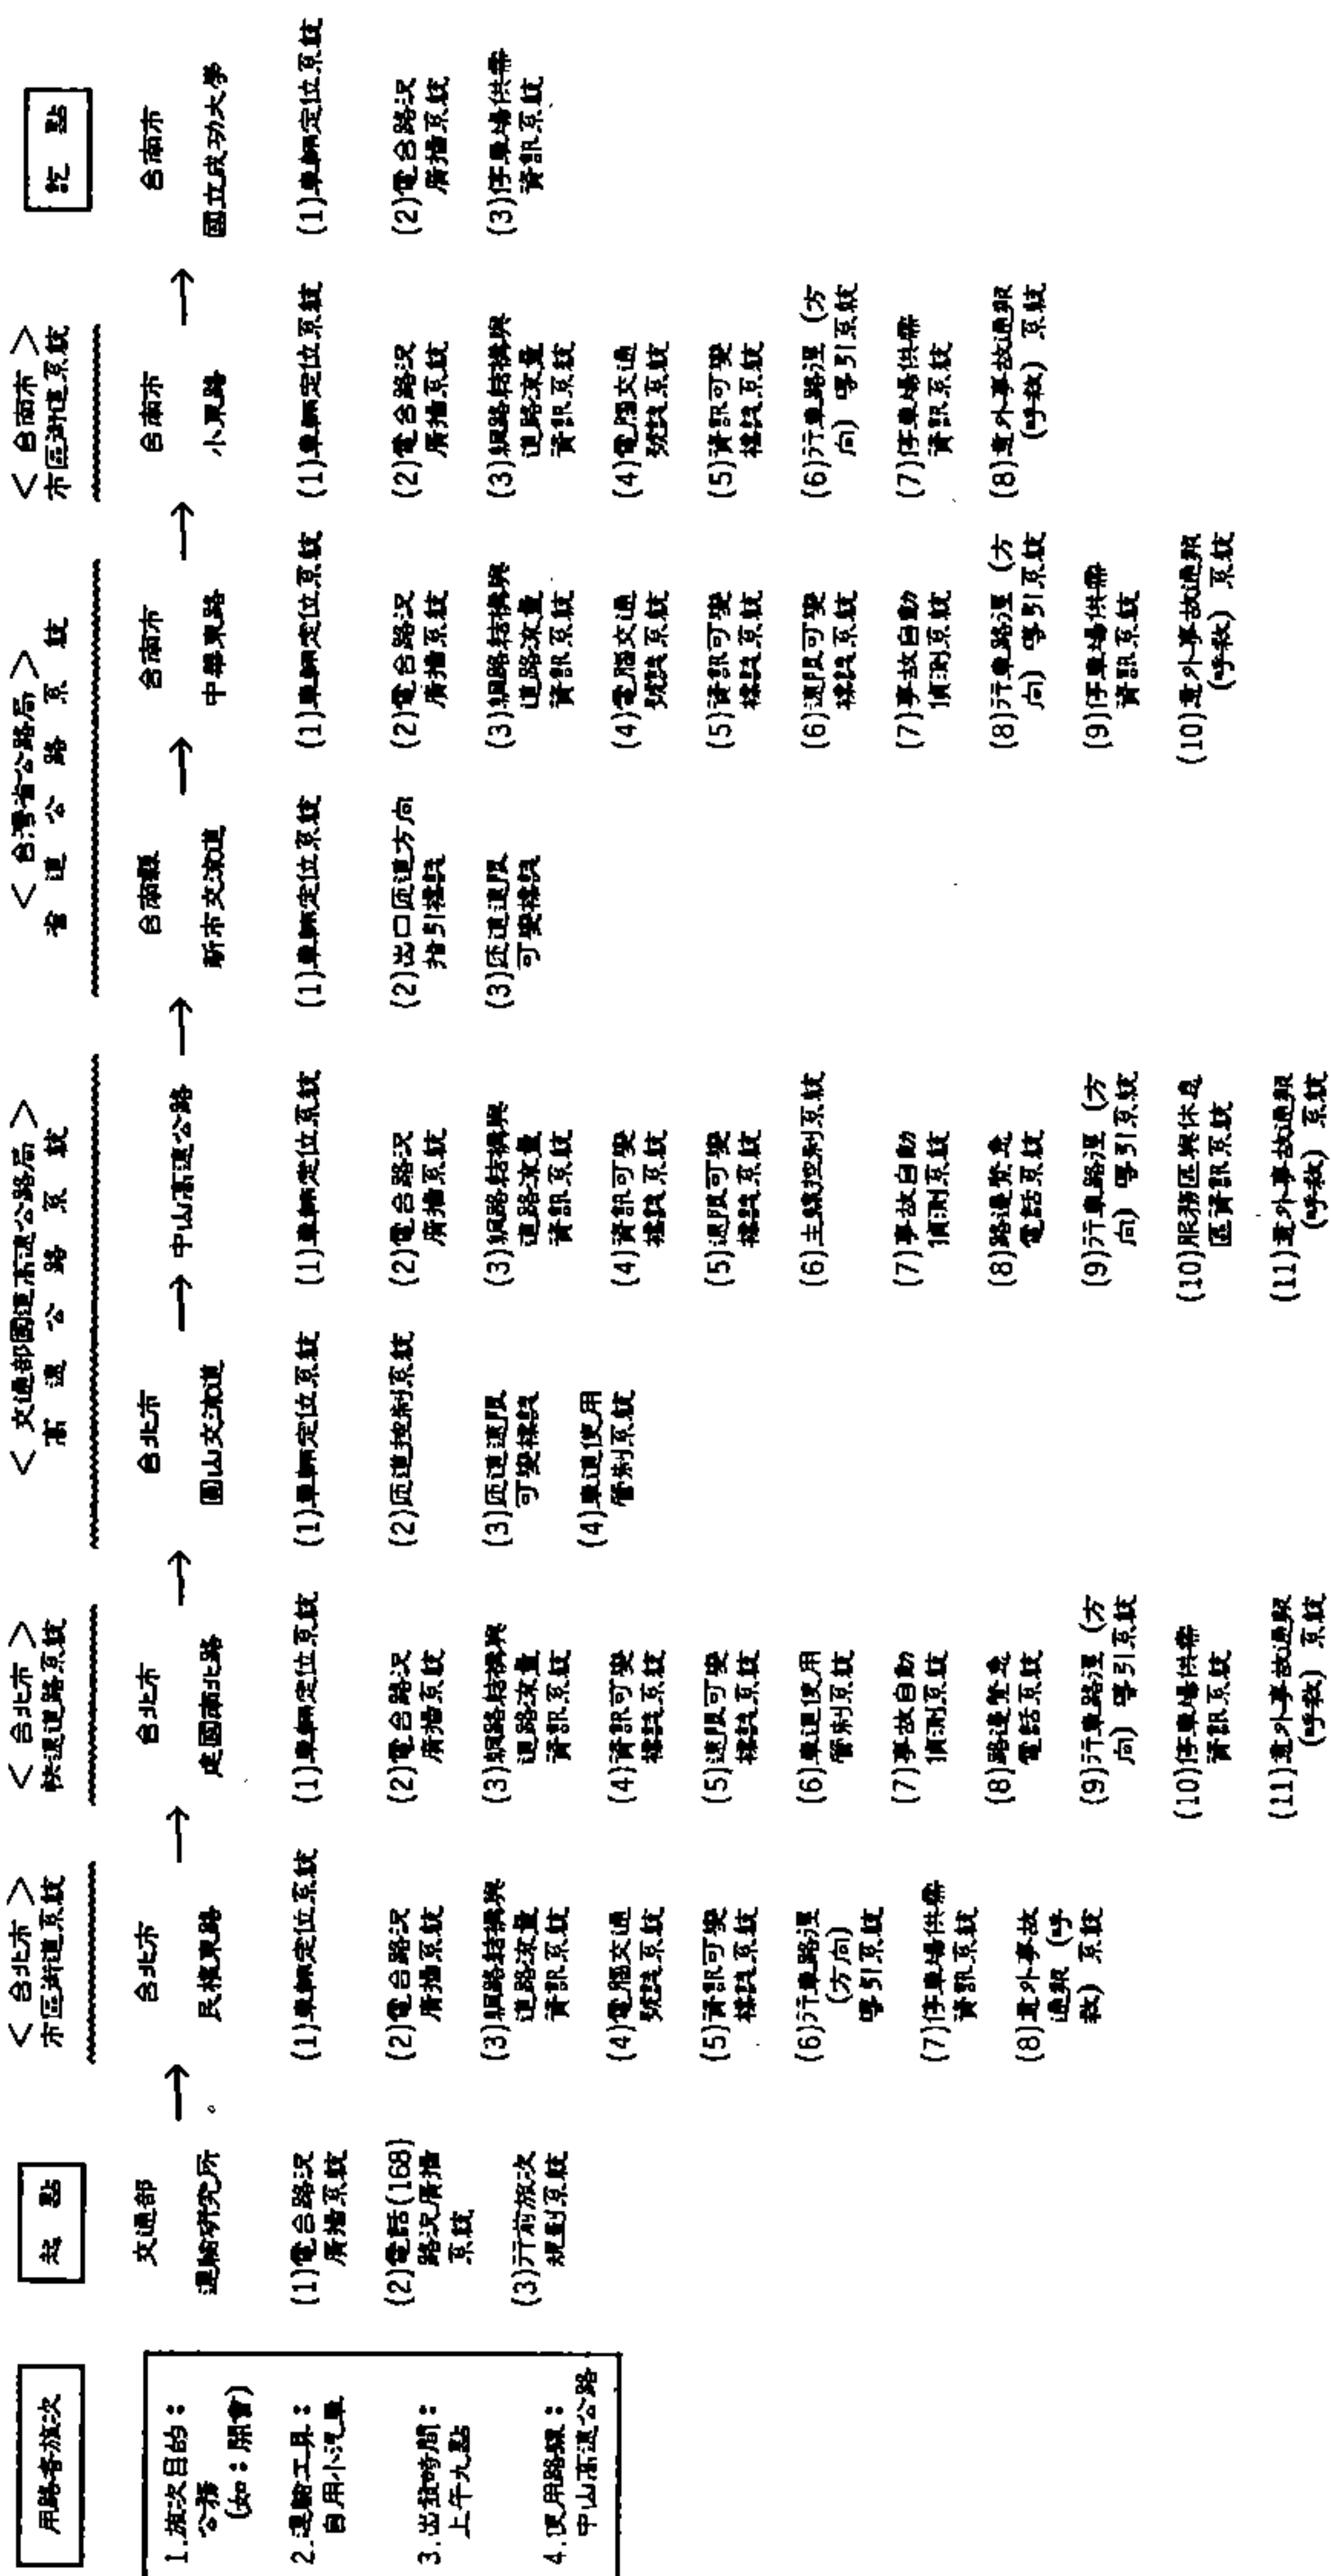 用路者旅次
1.旅次目的：
公務
(如：開會)
2.運輸工具：
自用小汽車
3.出發時間：
上午九點
4.使用路線：
中山高速公路
起 點
交通部
運輸研究所
→
(1)電台路況
廣播系統
(2)電話(168)
路況廣播
系統
(3)行前旅次
規劃系統
＜台北市＞
市區街道系統
台北市
民權東路
→
(1)車輛定位系統
(2)電台路況
廣播系統
(3)網路結構與
道路流量
資訊系統
(4)電腦交通
號誌系統
(5)資訊可變
標誌系統
(6)行車路徑
(方向)
導引系統
(7)停車場供需
資訊系統
(8)意外事故
通報 (呼
救) 系統
＜台北市＞
快速道路系統
台北市
建國南北路
→
(1)車輛定位系統
(2)電台路況
廣播系統
(3)網路結構與
道路流量
資訊系統
(4)資訊可變
標誌系統
(5)速限可變
標誌系統
(6)車道使用
管制系統
(7)事故自動
偵測系統
(8)路邊緊急
電話系統
(9)行車路徑 (方
向) 導引系統
(10)停車場供需
資訊系統
(11)意外事故通報
(呼救) 系統
＜交通部國道高速公路局＞
高 速 公 路 系 統
台北市
圓山交流道
→
(1)車輛定位系統
(2)匝道控制系統
(3)匝道速限
可變標誌
(4)車道使用
管制系統
中山高速公路
→
(1)車輛定位系統
(2)電台路況
廣播系統
(3)網路結構與
道路流量
資訊系統
(4)資訊可變
標誌系統
(5)速限可變
標誌系統
(6)主線控制系統
(7)事故自動
偵測系統
(8)路邊緊急
電話系統
(9)行車路徑 (方
向) 導引系統
(10)服務區與休息
區資訊系統
(11)意外事故通報
(呼救) 系統
＜台灣省公路局＞
省 道 公 路 系 統
台南縣
新市交流道
→
(1)車輛定位系統
(2)出口匝道方向
指引標誌
(3)匝道速限
可變標誌
台南市
中華東路
→
(1)車輛定位系統
(2)電台路況
廣播系統
(3)網路結構與
道路流量
資訊系統
(4)電腦交通
號誌系統
(5)資訊可變
標誌系統
(6)速限可變
標誌系統
(7)事故自動
偵測系統
(8)行車路徑 (方
向) 導引系統
(9)停車場供需
資訊系統
(10)意外事故通報
(呼救) 系統
＜台南市＞
市區街道系統
台南市
小東路
→
(1)車輛定位系統
(2)電台路況
廣播系統
(3)網路結構與
道路流量
資訊系統
(4)電腦交通
號誌系統
(5)資訊可變
標誌系統
(6)行車路徑 (方
向) 導引系統
(7)停車場供需
資訊系統
(8)意外事故通報
(呼救) 系統
訖 點
台南市
國立成功大學
(1)車輛定位系統
(2)電台路況
廣播系統
(3)停車場供需
資訊系統